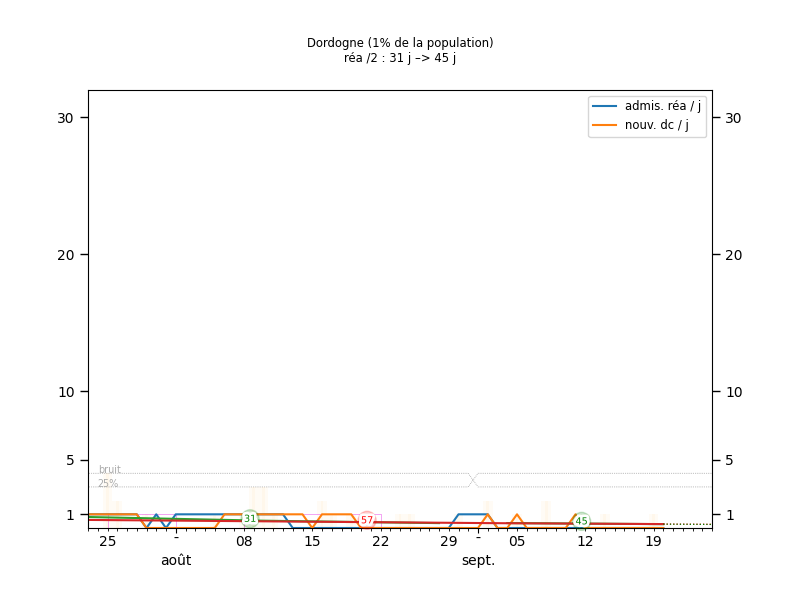 Dordogne (1% de la population)
réa /2 : 31 j –> 45 j
admis. réa / j
nouv. dc / j
30 30
20 20
10 10
5 5
bruit
25%
1 31 57 45 1
25 - 08 15 22 29 - 05 12 19
août sept.